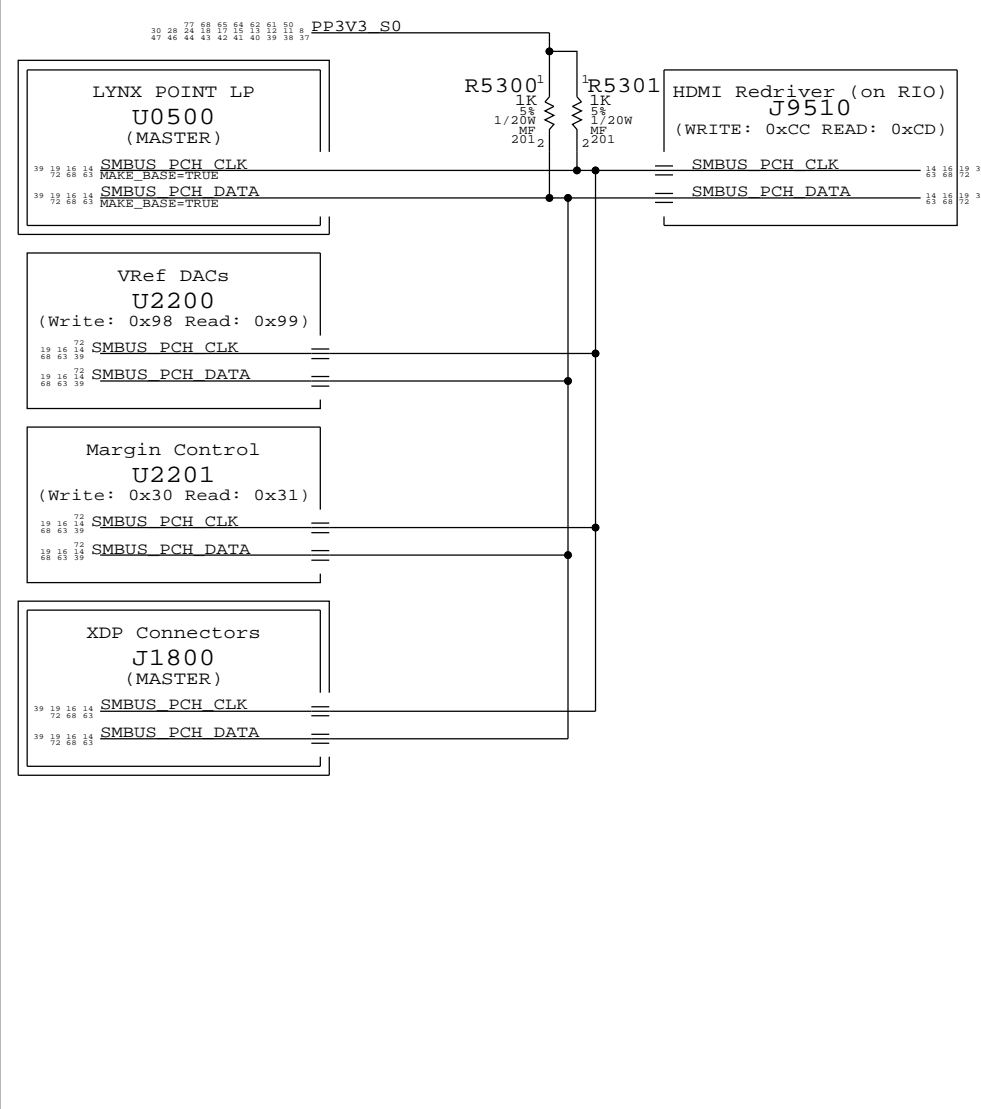 77 68 65 64 62 61 50
30 28 24 18 17 15 13 12 11 8
47 46 44 43 42 41 40 39 38 37
PP3V3_S0
LYNX POINT LP
U0500
(MASTER)
39 19 16 14
72 68 63
SMBUS_PCH_CLK
MAKE_BASE=TRUE
39 19 16 14
72 68 63
SMBUS_PCH_DATA
MAKE_BASE=TRUE
R5300
1
1K
5%
1/20W
MF
201
2
1
R5301
1K
5%
1/20W
MF
201
2
HDMI Redriver (on RIO)
J9510
(WRITE: 0xCC READ: 0xCD)
SMBUS_PCH_CLK
14 16 19 3
63 68 72
SMBUS_PCH_DATA
14 16 19 3
63 68 72
VRef DACs
U2200
(Write: 0x98 Read: 0x99)
72
19 16 14
68 63 39
SMBUS_PCH_CLK
72
19 16 14
68 63 39
SMBUS_PCH_DATA
Margin Control
U2201
(Write: 0x30 Read: 0x31)
72
19 16 14
68 63 39
SMBUS_PCH_CLK
72
19 16 14
68 63 39
SMBUS_PCH_DATA
XDP Connectors
J1800
(MASTER)
39 19 16 14
72 68 63
SMBUS_PCH_CLK
39 19 16 14
72 68 63
SMBUS_PCH_DATA